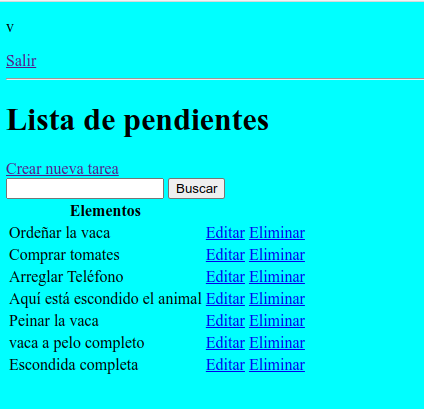 v
Salir
Lista de pendientes
Crear nueva tarea
Buscar
Elementos
Ordeñar la vaca Editar Eliminar
Comprar tomates Editar Eliminar
Arreglar Teléfono Editar Eliminar
Aquí está escondido el animal Editar Eliminar
Peinar la vaca Editar Eliminar
vaca a pelo completo Editar Eliminar
Escondida completa Editar Eliminar